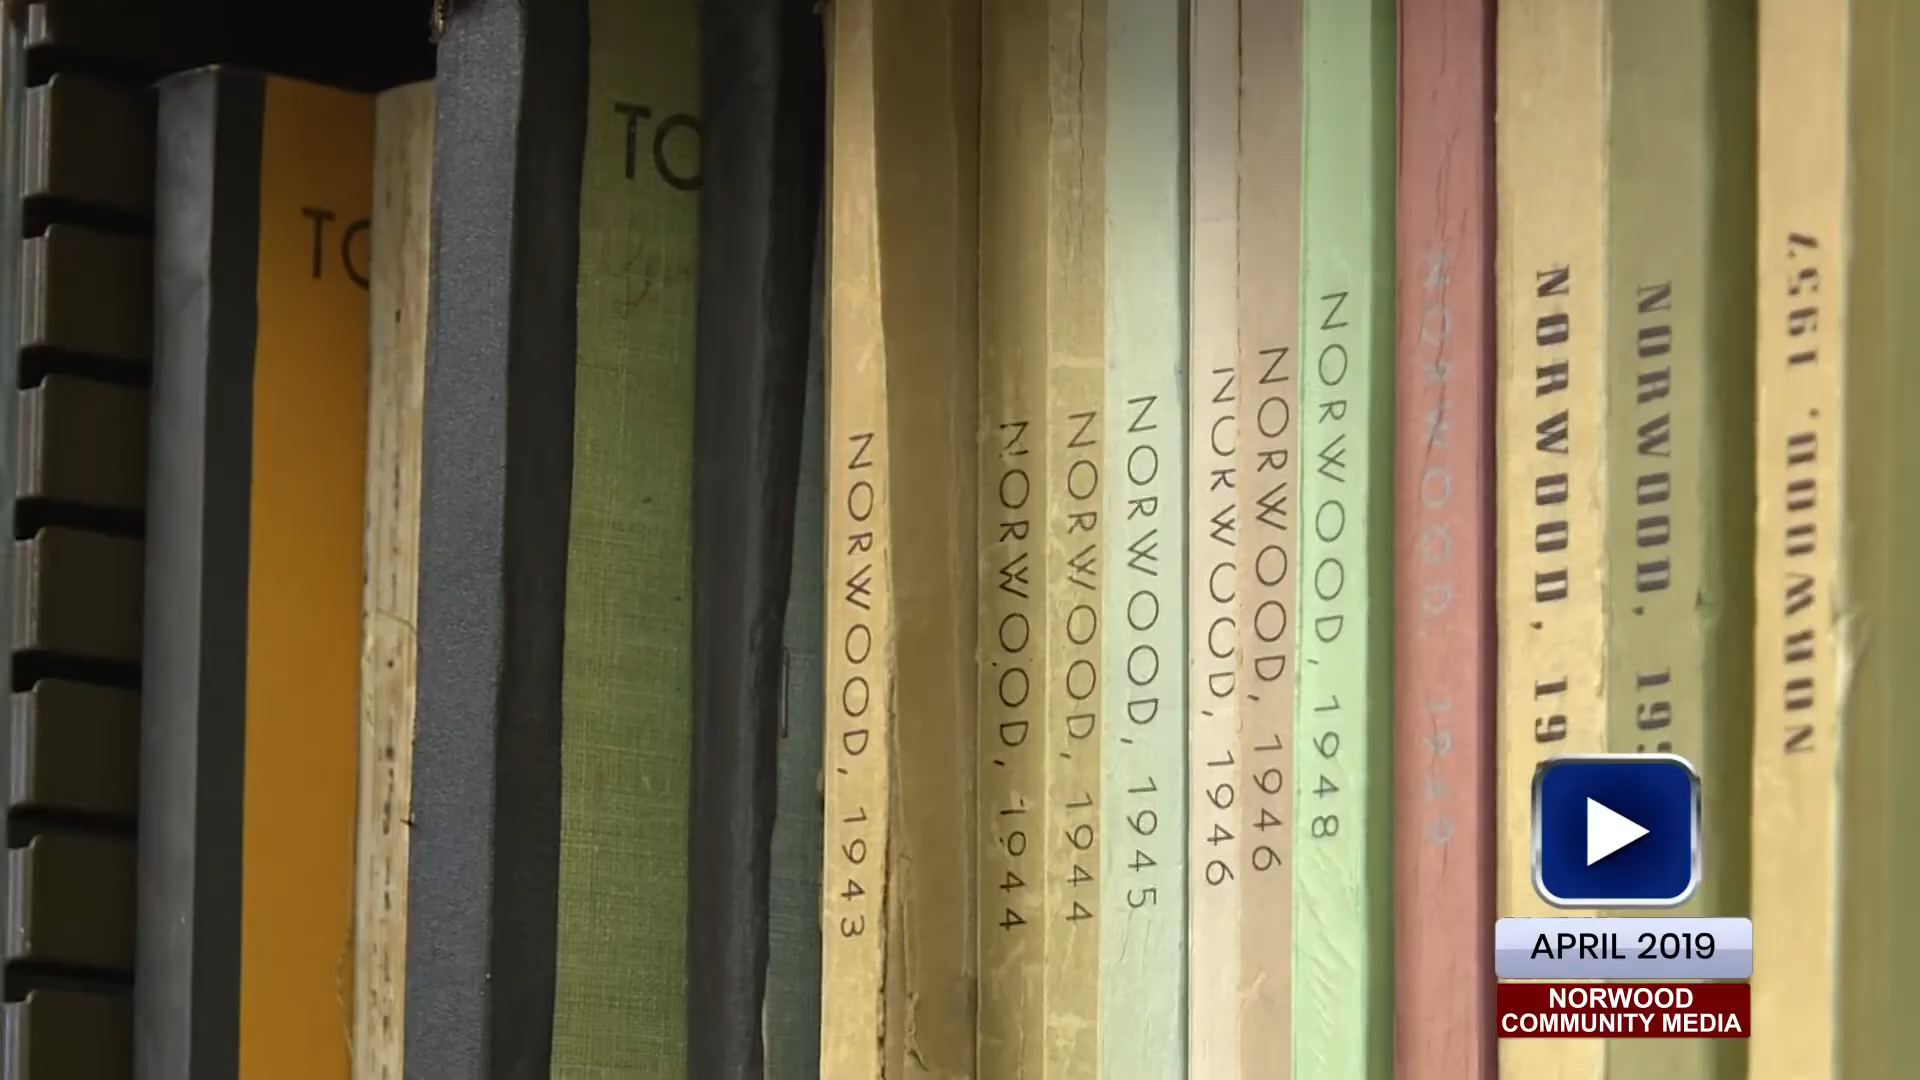 TO
TO
NORWOOD, 1943
NORWOOD, 1944
NORWOOD, 1944
NORWOOD, 1945
NORWOOD, 1946
NORWOOD, 1946
NORWOOD, 1948
NORWOOD,
NORWOOD, 19
NORWOOD, 19
NORWOOD, 1957
APRIL 2019
NORWOOD
COMMUNITY MEDIA